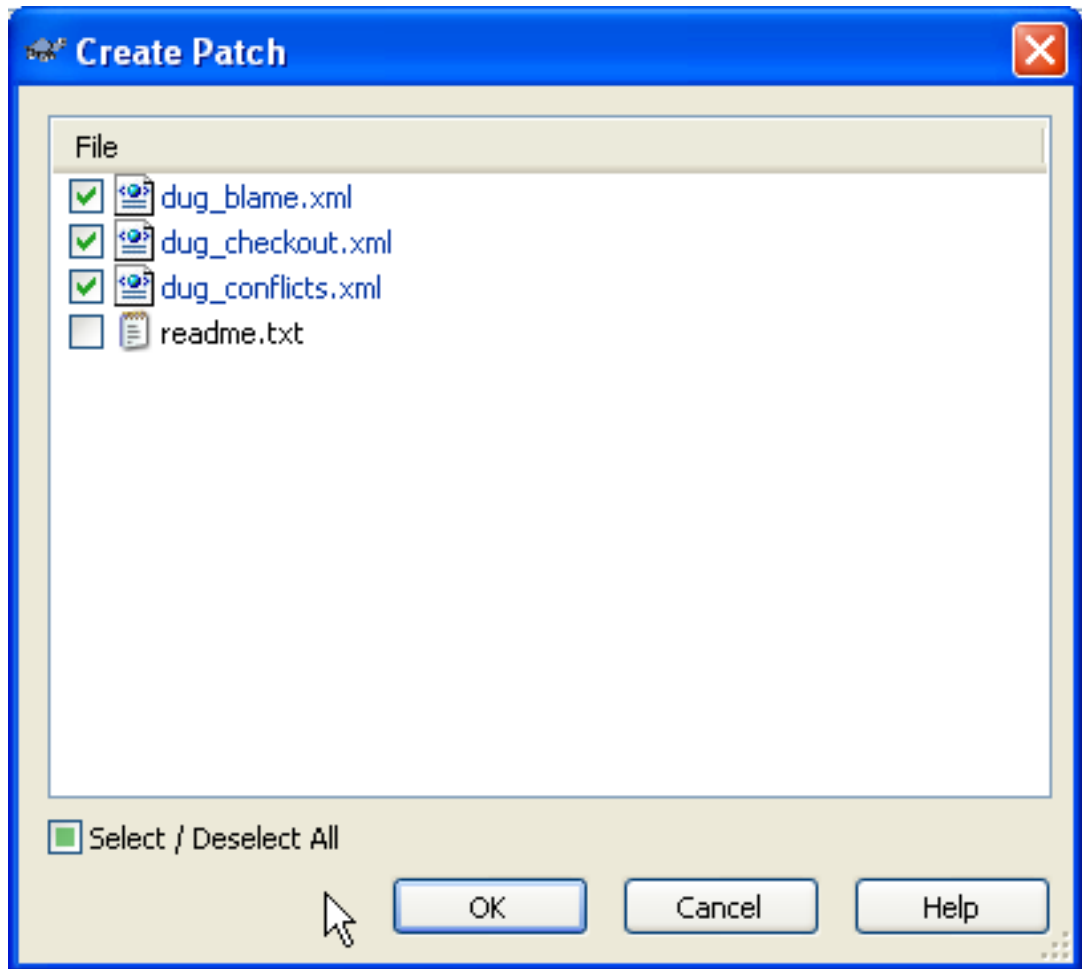 Create Patch
File
dug_blame.xml
dug_checkout.xml
dug_conflicts.xml
readme.txt
Select / Deselect All
OK Cancel Help